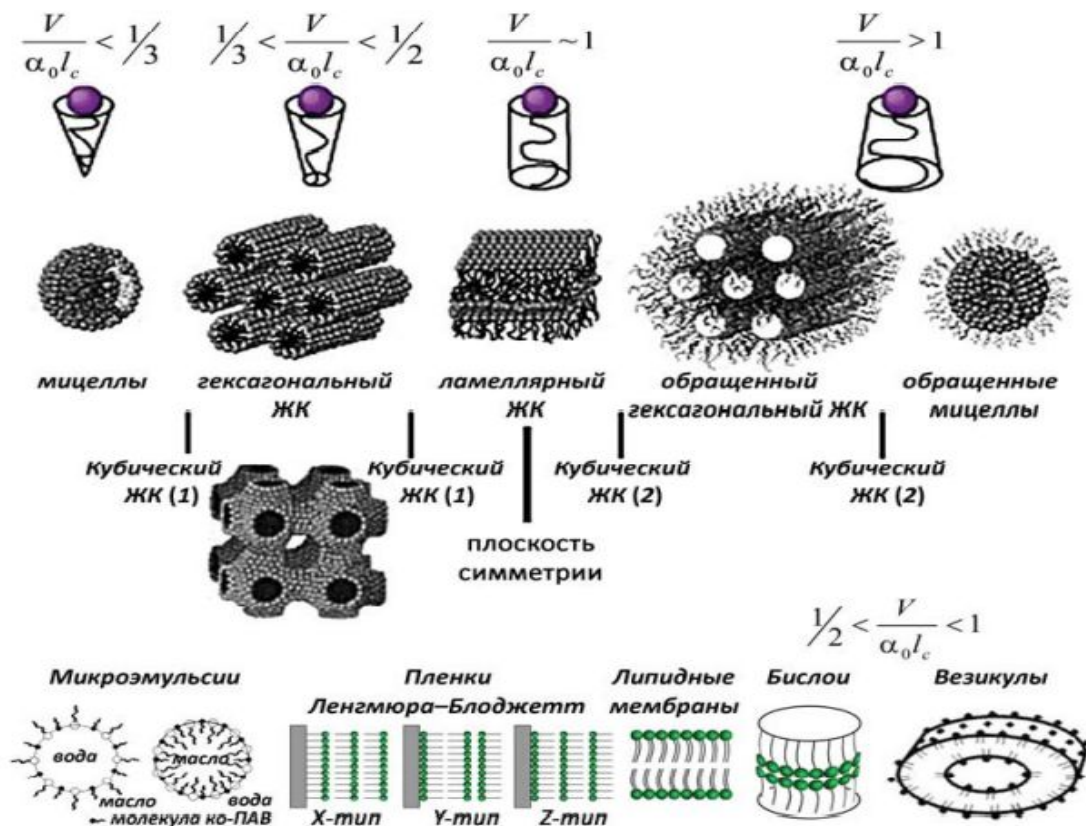 V/α₀l_c < 1/3
1/3 < V/α₀l_c < 1/2
V/α₀l_c ~ 1
V/α₀l_c > 1
мицеллы
гексагональный
ЖК
ламеллярный
ЖК
обращенный
гексагональный ЖК
обращенные
мицеллы
Кубический
ЖК (1)
Кубический
ЖК (1)
Кубический
ЖК (2)
Кубический
ЖК (2)
плоскость
симметрии
1/2 < V/α₀l_c < 1
Микроэмульсии
Пленки
Ленгмюра–Блоджетт
Липидные
мембраны
Бислои
Везикулы
вода
масло
масло
вода
молекула ко-ПАВ
X-тип
Y-тип
Z-тип